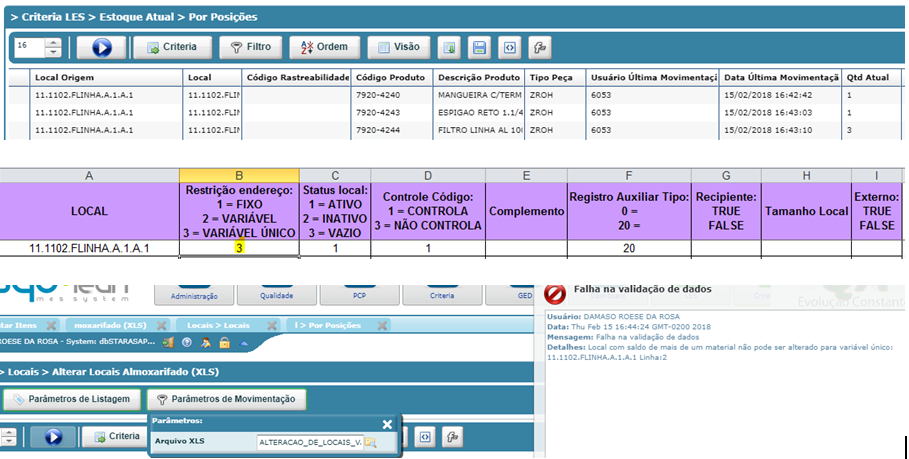 > Criteria LES > Estoque Atual > Por Posições
16 Criteria Filtro Ordem Visão
Local Origem Local Código Rastreabilidade Código Produto Descrição Produto Tipo Peça Usuário Última Movimentaçã Data Última Movimentaçã Qtd Atual
11.1102.FLINHA.A.1.A.1 11.1102.FLIN 7920-4240 MANGUEIRA C/TERM ZROH 6053 15/02/2018 16:42:42 1
11.1102.FLINHA.A.1.A.1 11.1102.FLIN 7920-4243 ESPIGAO RETO 1.1/4 ZROH 6053 15/02/2018 16:43:03 1
11.1102.FLINHA.A.1.A.1 11.1102.FLIN 7920-4244 FILTRO LINHA AL 10 ZROH 6053 15/02/2018 16:43:10 3
A B C D E F G H I
LOCAL
Restrição endereço:
1 = FIXO
2 = VARIÁVEL
3 = VARIÁVEL ÚNICO
Status local:
1 = ATIVO
2 = INATIVO
3 = VAZIO
Controle Código:
1 = CONTROLA
3 = NÃO CONTROLA
Complemento
Registro Auxiliar Tipo:
0 =
20 =
Recipiente:
TRUE
FALSE
Tamanho Local
Externo:
TRUE
FALSE
11.1102.FLINHA.A.1.A.1 3 1 1 20
mes system
Administração Qualidade PCP Criteria GED
tar Itens moxarifado (XLS) Locais > Locais l > Por Posições
ROESE DA ROSA - System: dbSTARASAP...
> Locais > Alterar Locais Almoxarifado (XLS)
Parâmetros de Listagem Parâmetros de Movimentação
Parâmetros:
Criteria
Arquivo XLS ALTERACAO_DE_LOCAIS_V
Falha na validação de dados
Evolução Constant
Usuário: DAMASO ROESE DA ROSA
Data: Thu Feb 15 16:44:24 GMT-0200 2018
Mensagem: Falha na validação de dados
Detalhes: Local com saldo de mais de um material não pode ser alterado para variável único:
11.1102.FLINHA.A.1.A.1 Linha:2